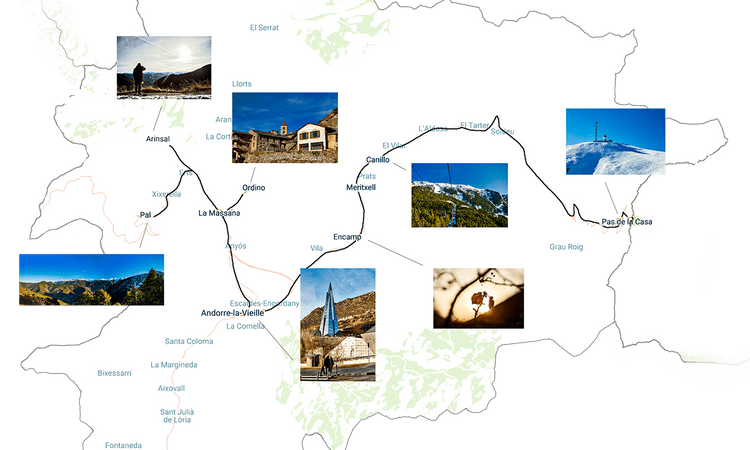 El Serrat
Llorts
Aran
La Corta
Arinsal
Erts
Xixerella
Pal
Ordino
La Massana
Anyós
L'Aldosa
El Tarter
Soldeu
El Vilar
Canillo
Prats
Meritxell
Encamp
Vila
Pas de la Casa
Grau Roig
Escaldes-Engordany
Andorre-la-Vieille
La Comella
Santa Coloma
La Margineda
Bixessarri
Aixovall
Sant Julià
de Lòria
Fontaneda